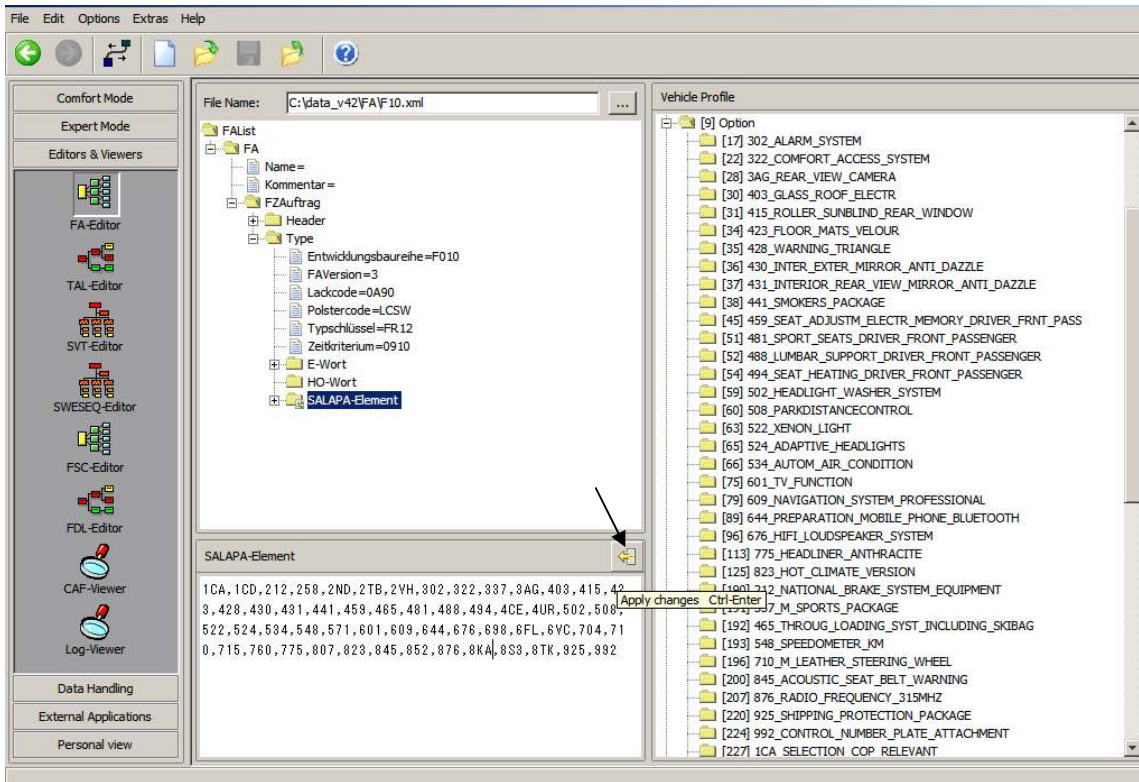 File Edit Options Extras Help
Comfort Mode
Expert Mode
Editors & Viewers
FA-Editor
TAL-Editor
SVT-Editor
SWESEQ-Editor
FSC-Editor
FDL-Editor
CAF-Viewer
Log-Viewer
Data Handling
External Applications
Personal view
File Name: C:\data_v42\FA\F10.xml ...
FAList
FA
Name=
Kommentar=
FZAuftrag
Header
Type
Entwicklungsbaureihe=F010
FAVersion=3
Lackcode=0A90
Polstercode=LCSW
Typschlüssel=FR12
Zeitkriterium=0910
E-Wort
HO-Wort
SALAPA-Element
SALAPA-Element
1CA,1CD,212,258,2ND,2TB,2VH,322,337,3AG,403,415,42
3,428,430,431,441,459,465,481,488,494,4CE,4UR,502,508,
522,524,534,548,571,601,609,644,676,698,6FL,6VC,704,71
0,715,760,775,807,823,845,876,8KA,8S3,8TK,925,992
Apply changes Ctrl-Enter
Vehicle Profile
[9] Option
[17] 302_ALARM_SYSTEM
[22] 322_COMFORT_ACCESS_SYSTEM
[28] 3AG_REAR_VIEW_CAMERA
[30] 403_GLASS_ROOF_ELECTR
[31] 415_ROLLER_SUNBLIND_REAR_WINDOW
[34] 423_FLOOR_MATS_VELOUR
[35] 428_WARNING_TRIANGLE
[36] 430_INTER_EXTER_MIRROR_ANTI_DAZZLE
[37] 431_INTERIOR_REAR_VIEW_MIRROR_ANTI_DAZZLE
[38] 441_SMOKERS_PACKAGE
[45] 459_SEAT_ADJUSTM_ELECTR_MEMORY_DRIVER_FRNT_PASS
[51] 481_SPORT_SEATS_DRIVER_FRONT_PASSENGER
[52] 488_LUMBAR_SUPPORT_DRIVER_FRONT_PASSENGER
[54] 494_SEAT_HEATING_DRIVER_FRONT_PASSENGER
[59] 502_HEADLIGHT_WASHER_SYSTEM
[60] 508_PARKDISTANCECONTROL
[63] 522_XENON_LIGHT
[65] 524_ADAPTIVE_HEADLIGHTS
[66] 534_AUTOM_AIR_CONDITION
[75] 601_TV_FUNCTION
[79] 609_NAVIGATION_SYSTEM_PROFESSIONAL
[89] 644_PREPARATION_MOBILE_PHONE_BLUETOOTH
[96] 676_HIFI_LOUDSPEAKER_SYSTEM
[113] 775_HEADLINER_ANTHRACITE
[125] 823_HOT_CLIMATE_VERSION
212_NATIONAL_BRAKE_SYSTEM_EQUIPMENT
337_M_SPORTS_PACKAGE
[192] 465_THROUG_LOADING_SYST_INCLUDING_SKIBAG
[193] 548_SPEEDOMETER_KM
[196] 710_M_LEATHER_STEERING_WHEEL
[200] 845_ACOUSTIC_SEAT_BELT_WARNING
[207] 876_RADIO_FREQUENCY_315MHZ
[220] 925_SHIPPING_PROTECTION_PACKAGE
[224] 992_CONTROL_NUMBER_PLATE_ATTACHMENT
[227] 1CA_SELECTION_COP_RELEVANT